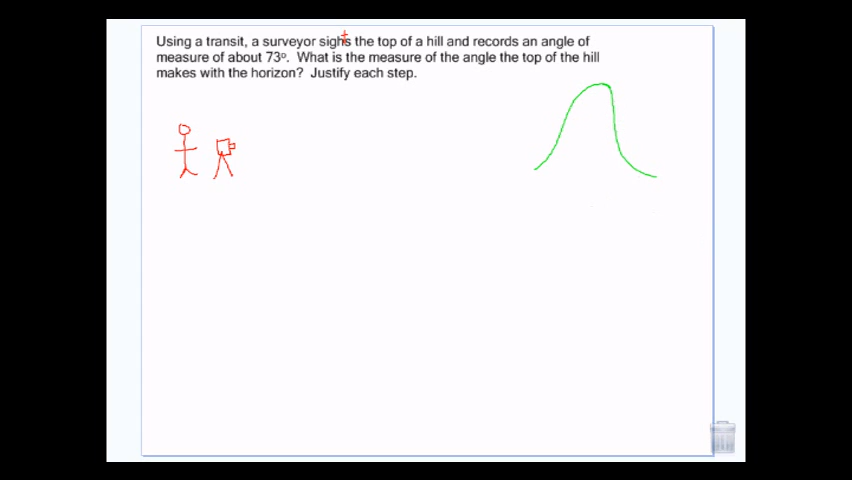 Using a transit, a surveyor sights the top of a hill and records an angle of
measure of about 73º. What is the measure of the angle the top of the hill
makes with the horizon? Justify each step.